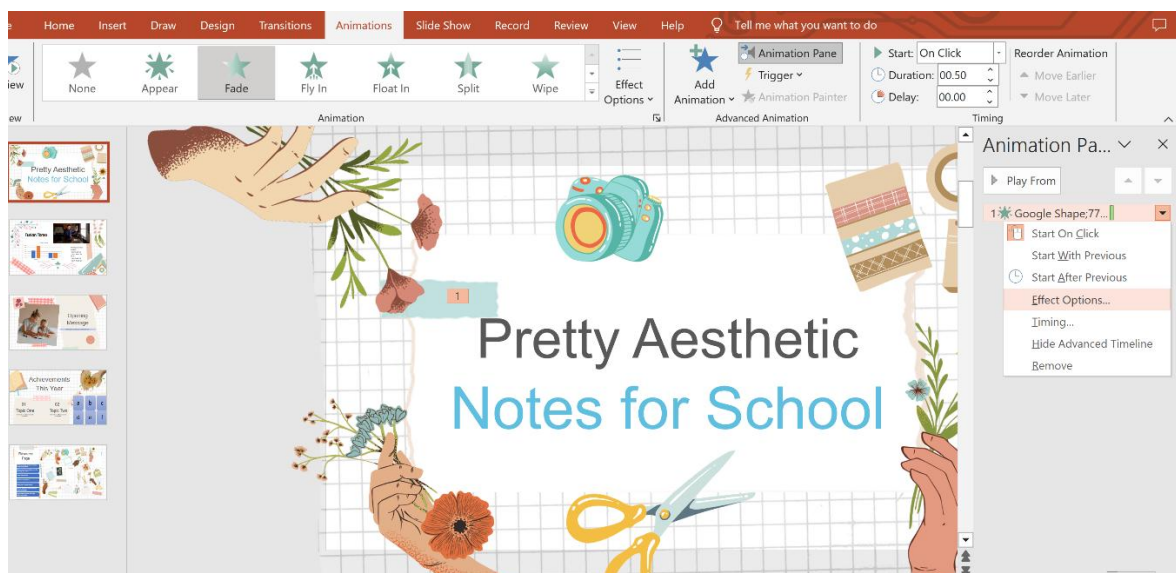 Home Insert Draw Design Transitions Animations Slide Show Record Review View Help Tell me what you want to do
None Appear Fade Fly In Float In Split Wipe
Effect
Options
Add
Animation
Animation Pane
Trigger
Animation Painter
Start: On Click
Duration: 00.50
Delay: 00.00
Reorder Animation
Move Earlier
Move Later
Animation
Advanced Animation
Timing
Pretty Aesthetic
Notes for School
Opening
Message
Achievements
This Year
Topic One
Topic Two
1
Pretty Aesthetic
Notes for School
Animation Pa...
Play From
1 Google Shape;77...
Start On Click
Start With Previous
Start After Previous
Effect Options...
Timing...
Hide Advanced Timeline
Remove